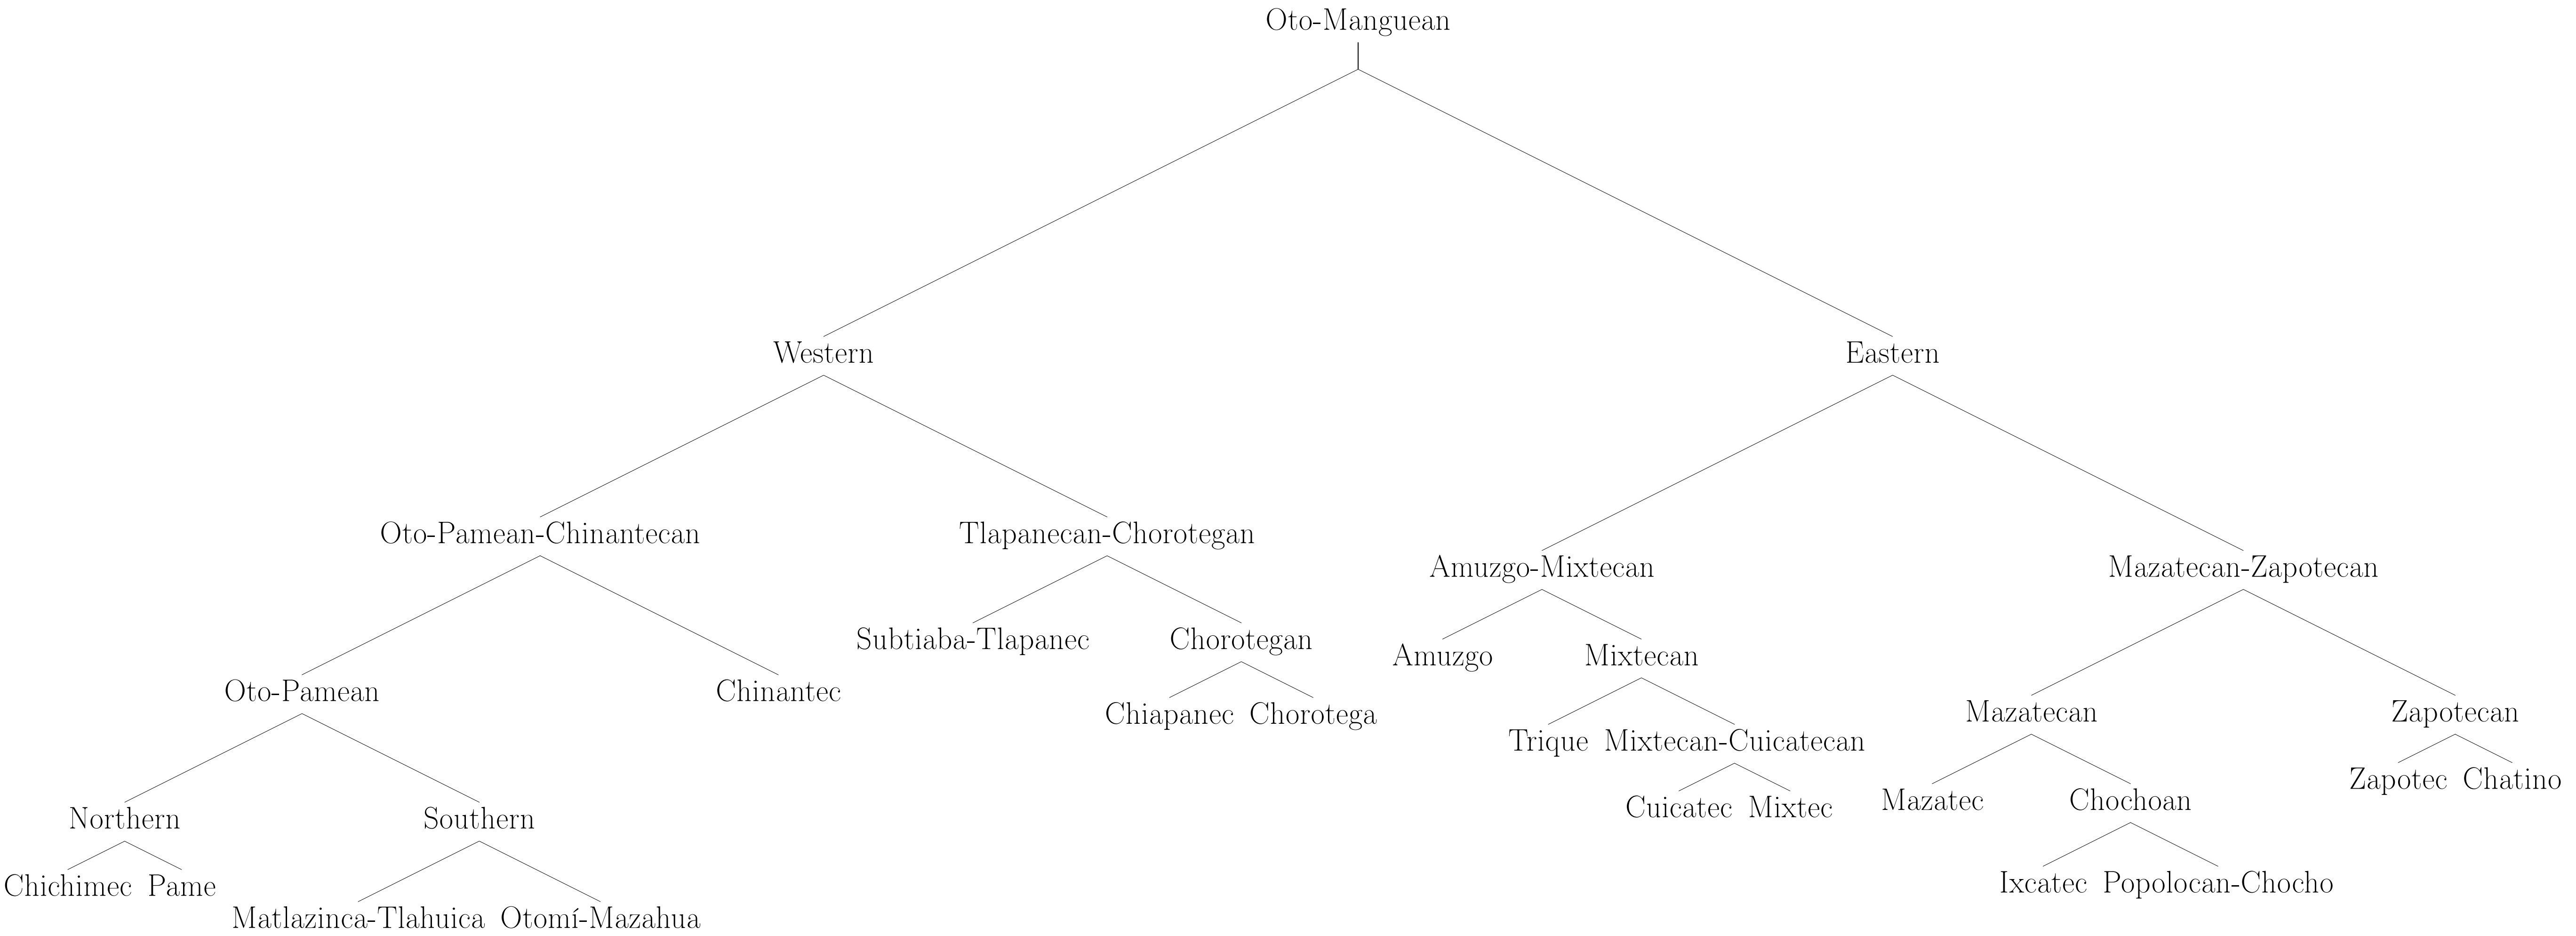 Oto-Manguean
Western
Eastern
Oto-Pamean-Chinantecan
Tlapanecan-Chorotegan
Amuzgo-Mixtecan
Mazatecan-Zapotecan
Subtiaba-Tlapanec
Chorotegan
Amuzgo
Mixtecan
Oto-Pamean
Chinantec
Chiapanec Chorotega
Mazatecan
Zapotecan
Trique Mixtecan-Cuicatecan
Zapotec Chatino
Mazatec
Chochoan
Cuicatec Mixtec
Northern
Southern
Chichimec Pame
Ixcatec Popolocan-Chocho
Matlazinca-Tlahuica Otomí-Mazahua